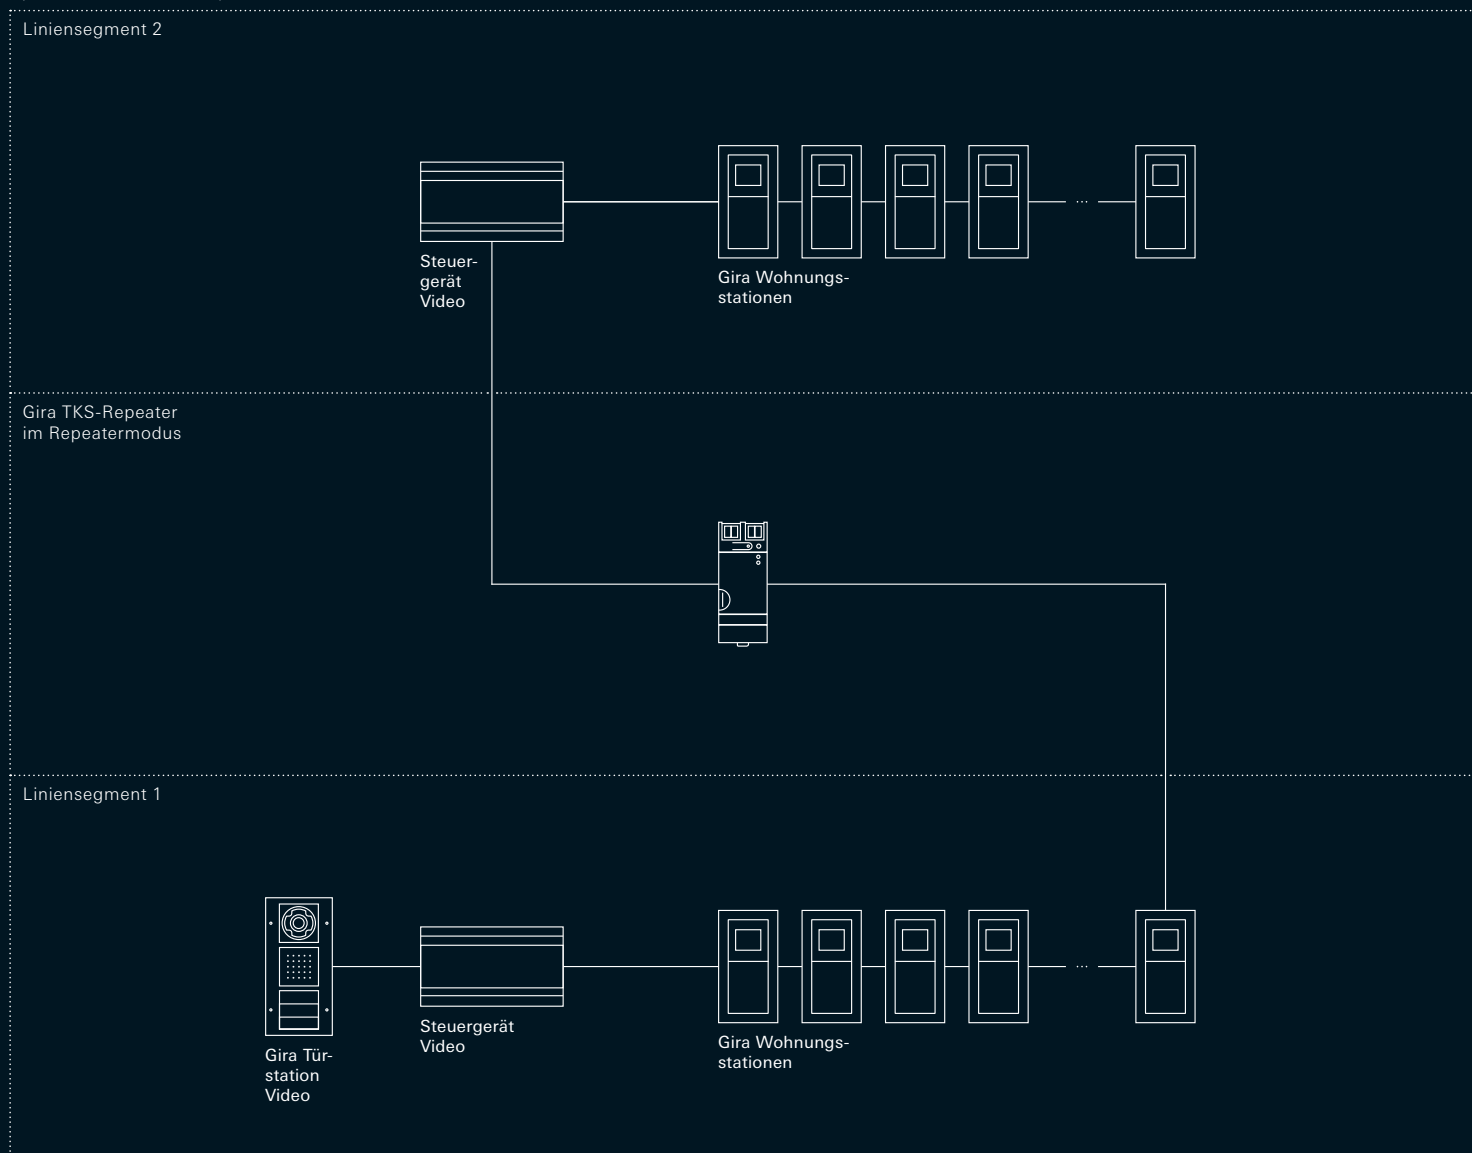 Liniensegment 2
Steuer-
gerät
Video
Gira Wohnungs-
stationen
...
Gira TKS-Repeater
im Repeatermodus
Liniensegment 1
Gira Tür-
station
Video
Steuergerät
Video
Gira Wohnungs-
stationen
...